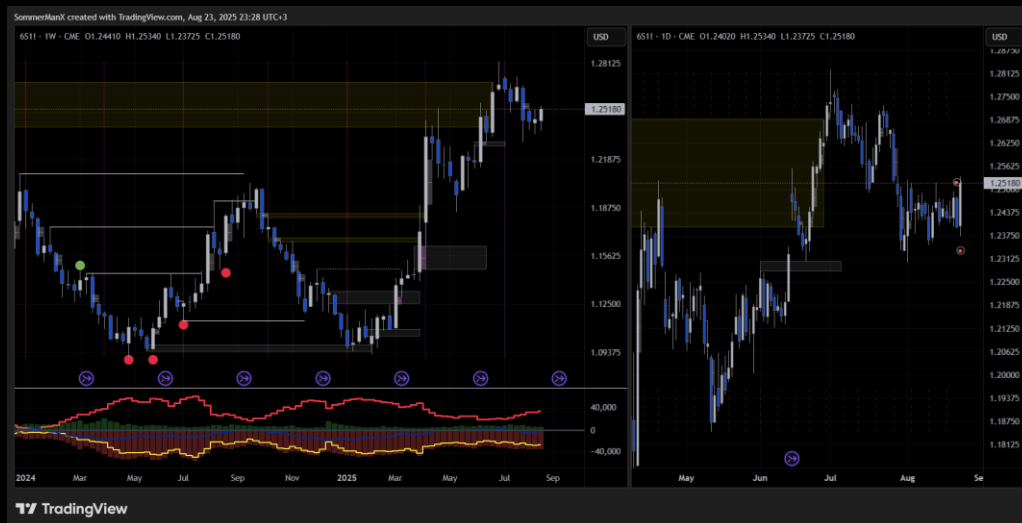 SommerManX created with TradingView.com, Aug 23, 2025 23:28 UTC+3
6S1! · 1W · CME O1.24410 H1.25340 L1.23725 C1.25180
USD
1.28125
1.25180
1.21875
1.18750
1.15625
1.12500
1.09375
40,000
0
−40,000
2024
Mar
May
Jul
Sep
Nov
2025
Mar
May
Jul
Sep
6S1! · 1D · CME O1.24020 H1.25340 L1.23725 C1.25180
USD
1.28750
1.28125
1.27500
1.26875
1.26250
1.25625
1.25180
1.25000
1.24375
1.23750
1.23125
1.22500
1.21875
1.21250
1.20625
1.20000
1.19375
1.18750
1.18125
May
Jun
Jul
Aug
Se
TradingView